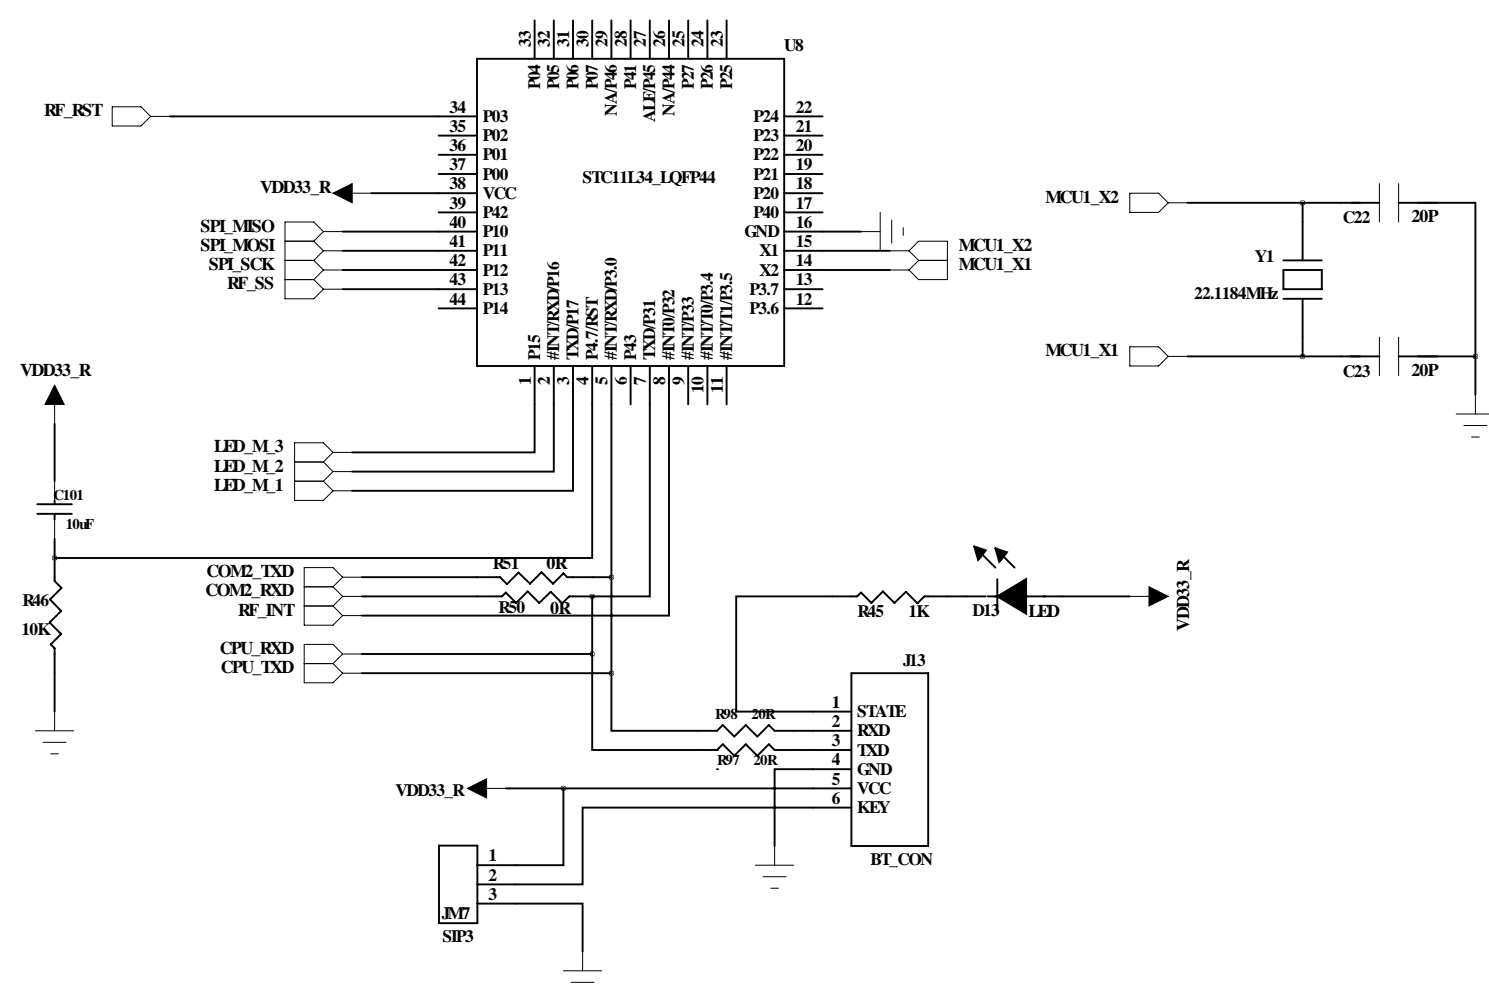 33
32
31
30
29
28
27
26
25
24
23
U8
P04
P05
P06
P07
NA/P46
P41
ALE/P45
NA/P44
P27
P26
P25
RF_RST
34 P03
35 P02
36 P01
37 P00
VDD33_R 38 VCC
39 P42
SPI_MISO 40 P10
SPI_MOSI 41 P11
SPI_SCK 42 P12
RF_SS 43 P13
44 P14
STC11L34_LQFP44
P24 22
P23 21
P22 20
P21 19
P20 18
P40 17
GND 16
X1 15 MCU1_X2
X2 14 MCU1_X1
P3.7 13
P3.6 12
P15
#INT/RXD/P16
TXD/P17
P4.7/RST
#INT/RXD/P3.0
P43
TXD/P31
#INT0/P32
#INT/P33
#INT/T0/P3.4
#INT/T1/P3.5
1
2
3
4
5
6
7
8
9
10
11
MCU1_X2
C22 20P
Y1
22.1184MHz
MCU1_X1
C23 20P
VDD33_R
C101
10uF
R46
10K
LED_M_3
LED_M_2
LED_M_1
COM2_TXD R51 0R
COM2_RXD R50 0R
RF_INT
CPU_RXD
CPU_TXD
R45 1K
D13 LED
VDD33_R
J13
1 STATE
R98 20R 2 RXD
R97 20R 3 TXD
4 GND
VDD33_R 5 VCC
6 KEY
BT_CON
1
2
3
JM7
SIP3